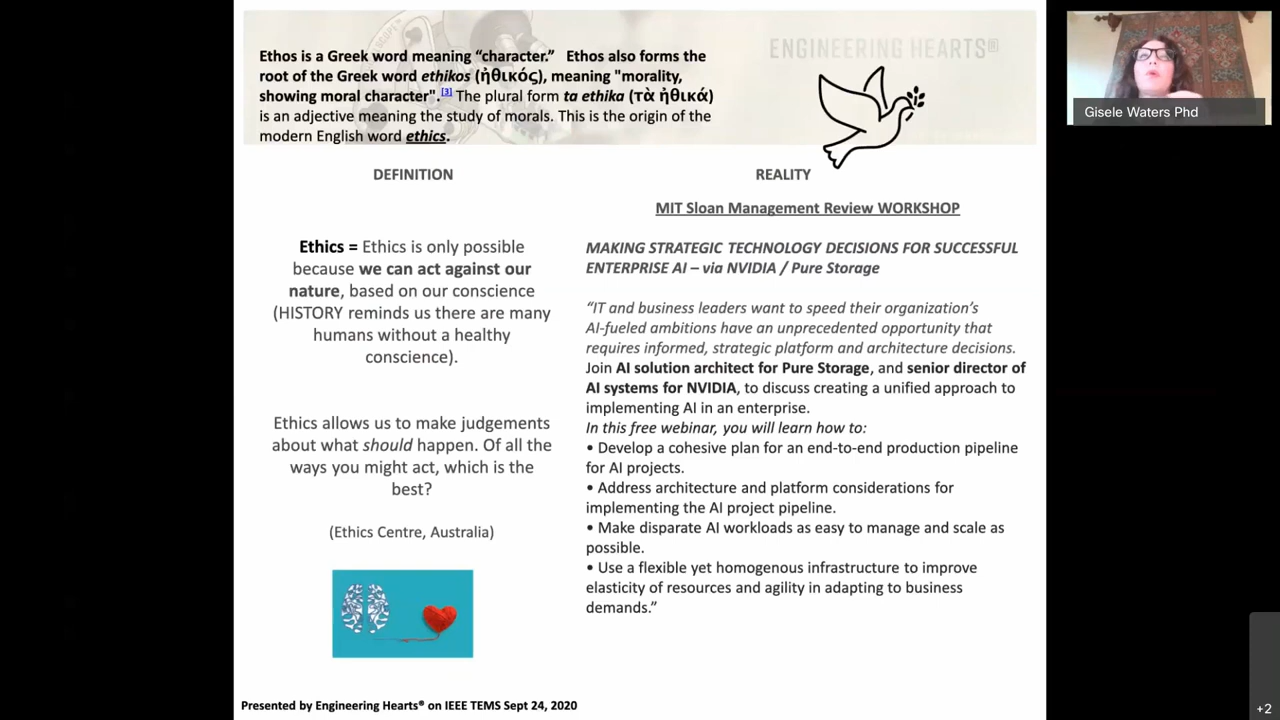 Ethos is a Greek word meaning “character.” Ethos also forms the
root of the Greek word ethikos (ἠθικός), meaning "morality,
showing moral character".[3] The plural form ta ethika (τὰ ἠθικά)
is an adjective meaning the study of morals. This is the origin of the
modern English word ethics.
ENGINEERING HEARTS®
Gisele Waters Phd
DEFINITION
Ethics = Ethics is only possible
because we can act against our
nature, based on our conscience
(HISTORY reminds us there are many
humans without a healthy
conscience).
Ethics allows us to make judgements
about what should happen. Of all the
ways you might act, which is the
best?
(Ethics Centre, Australia)
REALITY
MIT Sloan Management Review WORKSHOP
MAKING STRATEGIC TECHNOLOGY DECISIONS FOR SUCCESSFUL
ENTERPRISE AI – via NVIDIA / Pure Storage
“IT and business leaders want to speed their organization’s
AI-fueled ambitions have an unprecedented opportunity that
requires informed, strategic platform and architecture decisions.
Join AI solution architect for Pure Storage, and senior director of
AI systems for NVIDIA, to discuss creating a unified approach to
implementing AI in an enterprise.
In this free webinar, you will learn how to:
• Develop a cohesive plan for an end-to-end production pipeline
for AI projects.
• Address architecture and platform considerations for
implementing the AI project pipeline.
• Make disparate AI workloads as easy to manage and scale as
possible.
• Use a flexible yet homogenous infrastructure to improve
elasticity of resources and agility in adapting to business
demands.”
Presented by Engineering Hearts® on IEEE TEMS Sept 24, 2020
+2